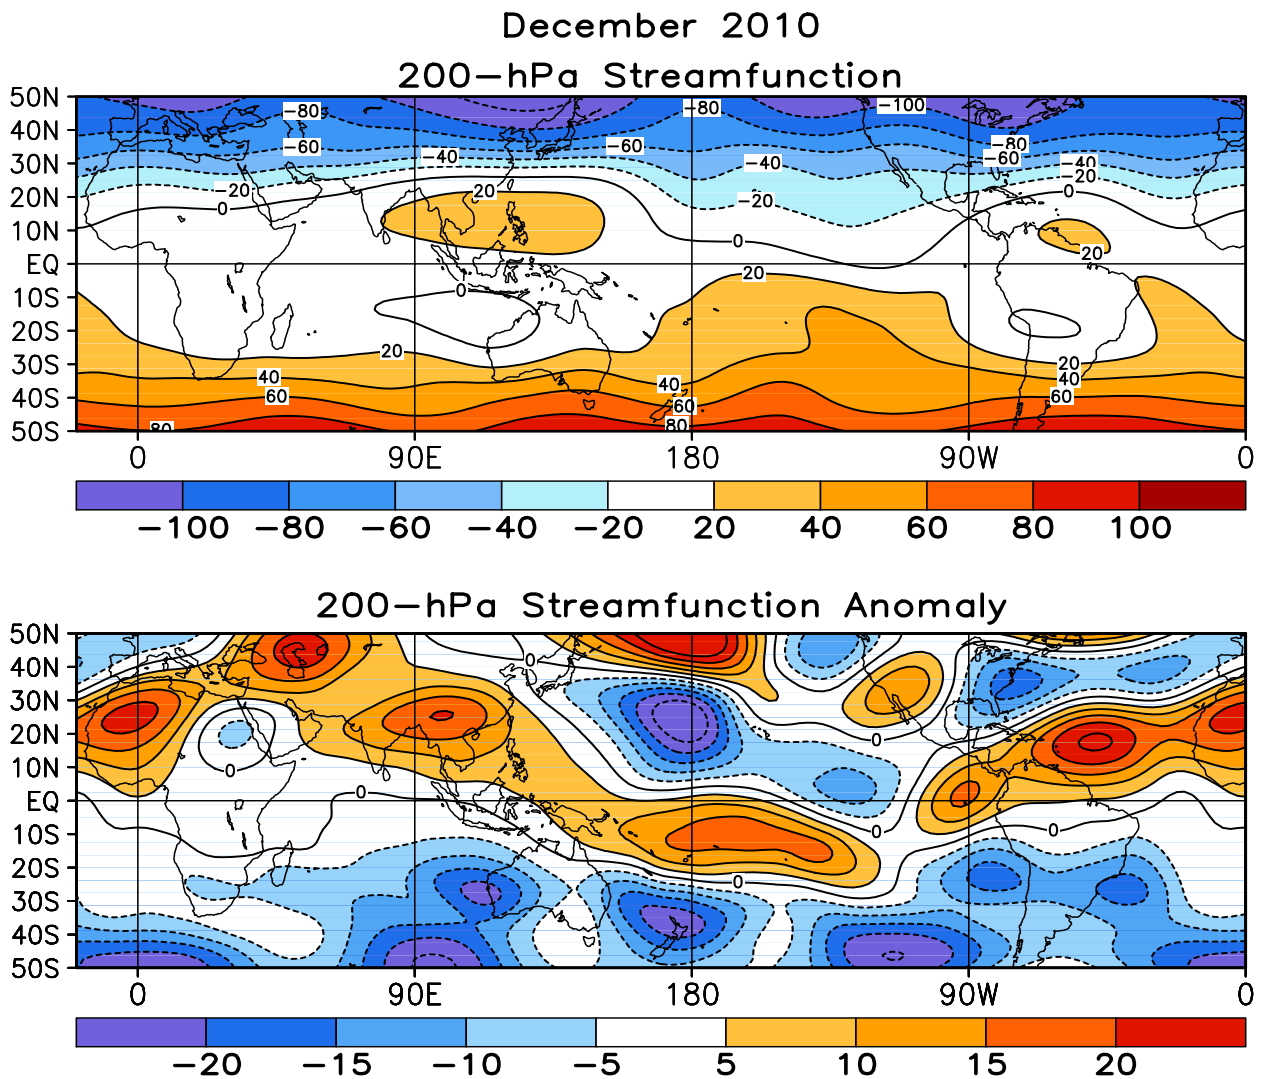 December 2010
200-hPa Streamfunction
50N
40N
30N
20N
10N
EQ
10S
20S
30S
40S
50S
-80
-80
-100
-60
-60
-80
-60
-40
-40
-40
-20
20
-20
-20
0
0
0
20
20
0
20
20
40
40
40
60
60
60
80
80
0 90E 180 90W 0
-100 -80 -60 -40 -20 20 40 60 80 100
200-hPa Streamfunction Anomaly
50N
40N
30N
20N
10N
EQ
10S
20S
30S
40S
50S
0
0
0
0
0
0
0
0 90E 180 90W 0
-20 -15 -10 -5 5 10 15 20